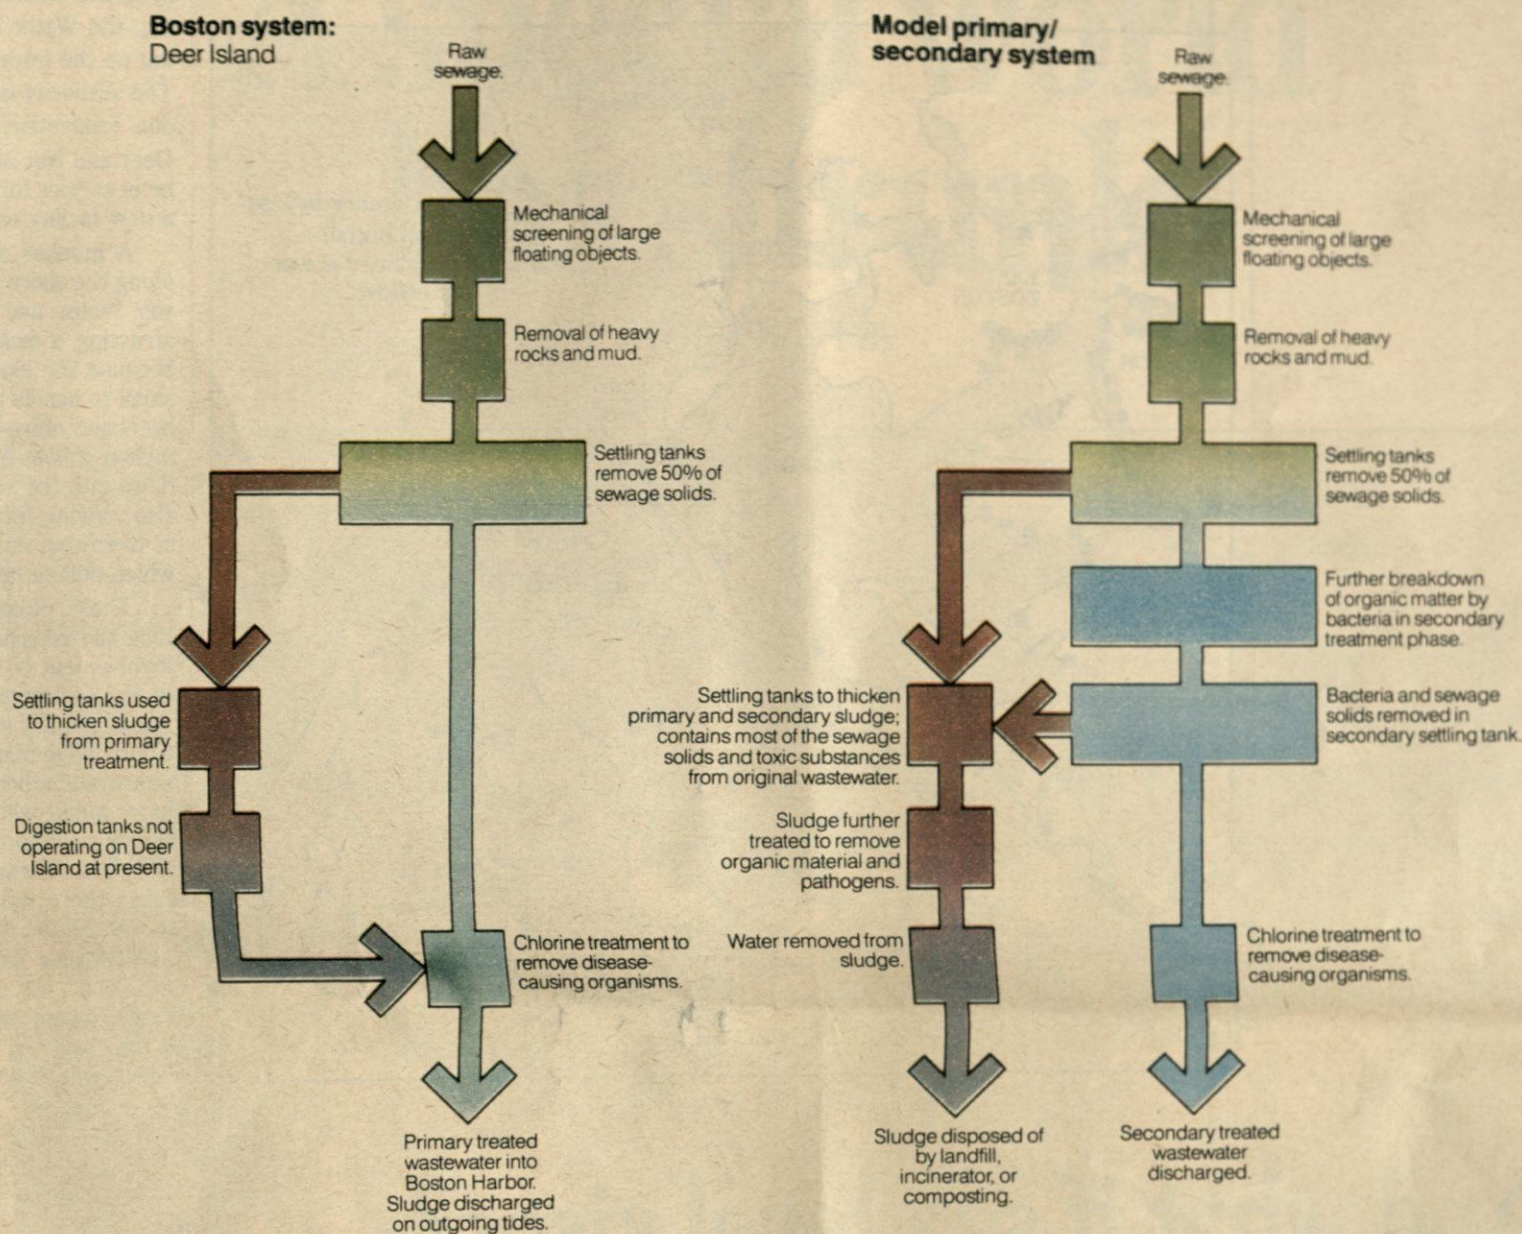 Boston system:
Deer Island
Raw
sewage.
Mechanical
screening of large
floating objects.
Removal of heavy
rocks and mud.
Settling tanks
remove 50% of
sewage solids.
Settling tanks used
to thicken sludge
from primary
treatment.
Digestion tanks not
operating on Deer
Island at present.
Chlorine treatment to
remove disease-
causing organisms.
Primary treated
wastewater into
Boston Harbor.
Sludge discharged
on outgoing tides.
Model primary/
secondary system
Raw
sewage.
Mechanical
screening of large
floating objects.
Removal of heavy
rocks and mud.
Settling tanks
remove 50% of
sewage solids.
Further breakdown
of organic matter by
bacteria in secondary
treatment phase.
Bacteria and sewage
solids removed in
secondary settling tank.
Settling tanks to thicken
primary and secondary sludge;
contains most of the sewage
solids and toxic substances
from original wastewater.
Sludge further
treated to remove
organic material and
pathogens.
Water removed from
sludge.
Chlorine treatment to
remove disease-
causing organisms.
Sludge disposed of
by landfill,
incinerator, or
composting.
Secondary treated
wastewater
discharged.